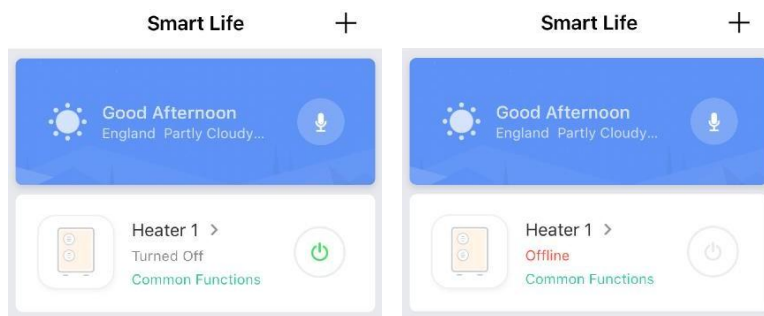 Smart Life +
Good Afternoon
England Partly Cloudy...
Heater 1 >
Turned Off
Common Functions
Smart Life +
Good Afternoon
England Partly Cloudy...
Heater 1 >
Offline
Common Functions